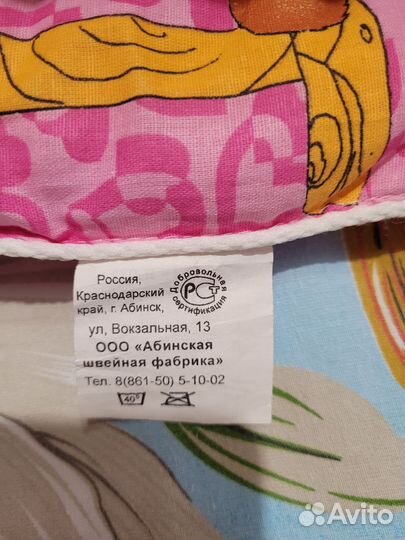 Россия,
Краснодарский
край, г. Абинск,
Добровольная
РСТ
сертификация
ул, Вокзальная, 13
ООО «Абинская
швейная фабрика»
Тел. 8(861-50) 5-10-02
40°
Avito